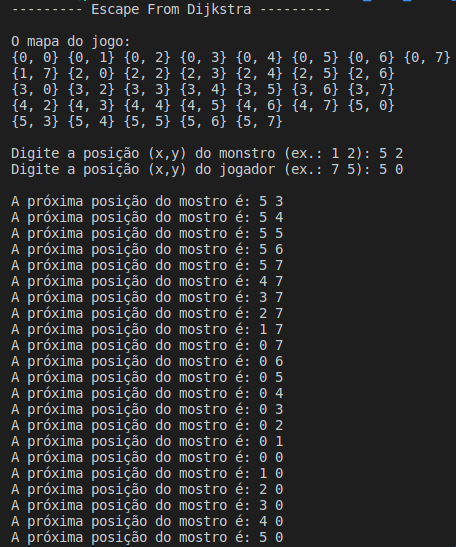 --------- Escape From Dijkstra ---------
O mapa do jogo:
{0, 0} {0, 1} {0, 2} {0, 3} {0, 4} {0, 5} {0, 6} {0, 7}
{1, 7} {2, 0} {2, 2} {2, 3} {2, 4} {2, 5} {2, 6}
{3, 0} {3, 2} {3, 3} {3, 4} {3, 5} {3, 6} {3, 7}
{4, 2} {4, 3} {4, 4} {4, 5} {4, 6} {4, 7} {5, 0}
{5, 3} {5, 4} {5, 5} {5, 6} {5, 7}
Digite a posição (x,y) do monstro (ex.: 1 2): 5 2
Digite a posição (x,y) do jogador (ex.: 7 5): 5 0
A próxima posição do mostro é: 5 3
A próxima posição do mostro é: 5 4
A próxima posição do mostro é: 5 5
A próxima posição do mostro é: 5 6
A próxima posição do mostro é: 5 7
A próxima posição do mostro é: 4 7
A próxima posição do mostro é: 3 7
A próxima posição do mostro é: 2 7
A próxima posição do mostro é: 1 7
A próxima posição do mostro é: 0 7
A próxima posição do mostro é: 0 6
A próxima posição do mostro é: 0 5
A próxima posição do mostro é: 0 4
A próxima posição do mostro é: 0 3
A próxima posição do mostro é: 0 2
A próxima posição do mostro é: 0 1
A próxima posição do mostro é: 0 0
A próxima posição do mostro é: 1 0
A próxima posição do mostro é: 2 0
A próxima posição do mostro é: 3 0
A próxima posição do mostro é: 4 0
A próxima posição do mostro é: 5 0